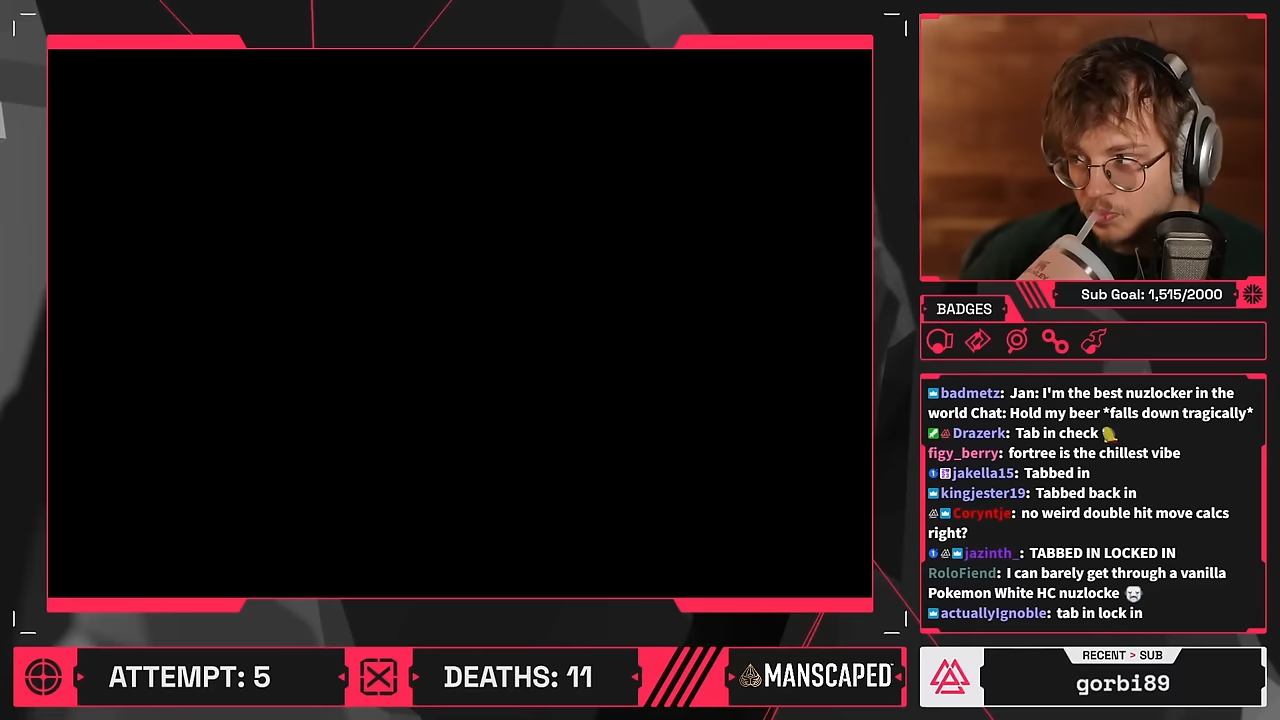 Sub Goal: 1,515/2000
BADGES
badmetz: Jan: I'm the best nuzlocker in the
world Chat: Hold my beer *falls down tragically*
Drazerk: Tab in check
figy_berry: fortree is the chillest vibe
jakella15: Tabbed in
kingjester19: Tabbed back in
Coryntje: no weird double hit move calcs
right?
jazinth_: TABBED IN LOCKED IN
RoloFiend: I can barely get through a vanilla
Pokemon White HC nuzlocke
actuallyIgnoble: tab in lock in
ATTEMPT: 5
DEATHS: 11
MANSCAPED
RECENT > SUB
gorbi89